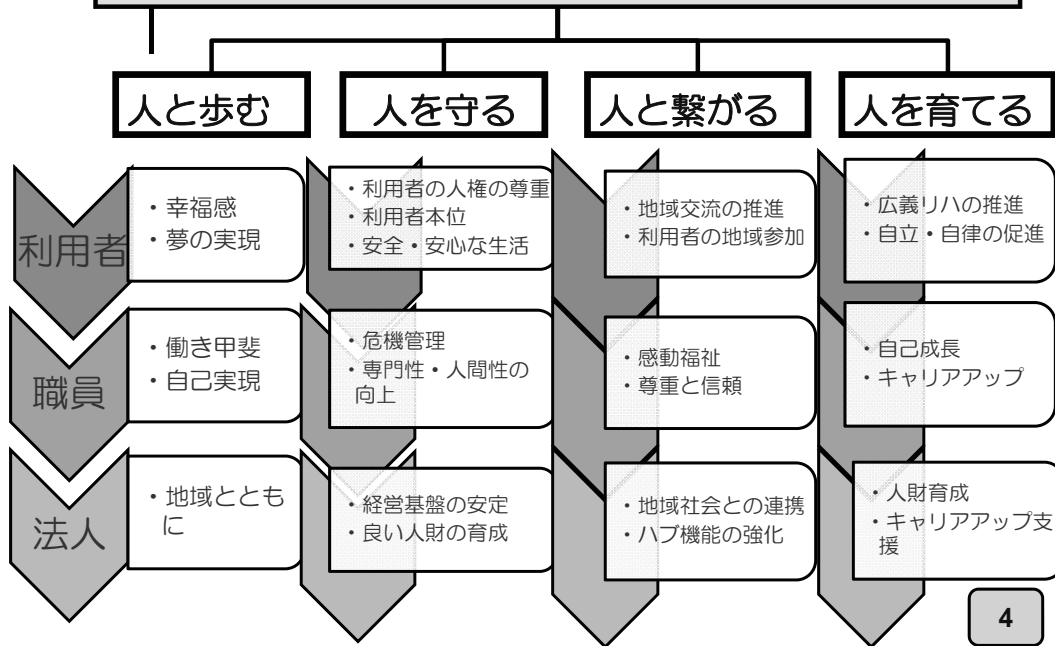 人と歩む
人を守る
人と繋がる
人を育てる
利用者
・幸福感
・夢の実現
・利用者の人権の尊重
・利用者本位
・安全・安心な生活
・地域交流の推進
・利用者の地域参加
・広義リハの推進
・自立・自律の促進
職員
・働き甲斐
・自己実現
・危機管理
・専門性・人間性の
向上
・感動福祉
・尊重と信頼
・自己成長
・キャリアアップ
法人
・地域ととも
に
・経営基盤の安定
・良い人財の育成
・地域社会との連携
・ハブ機能の強化
・人財育成
・キャリアアップ支
援
4